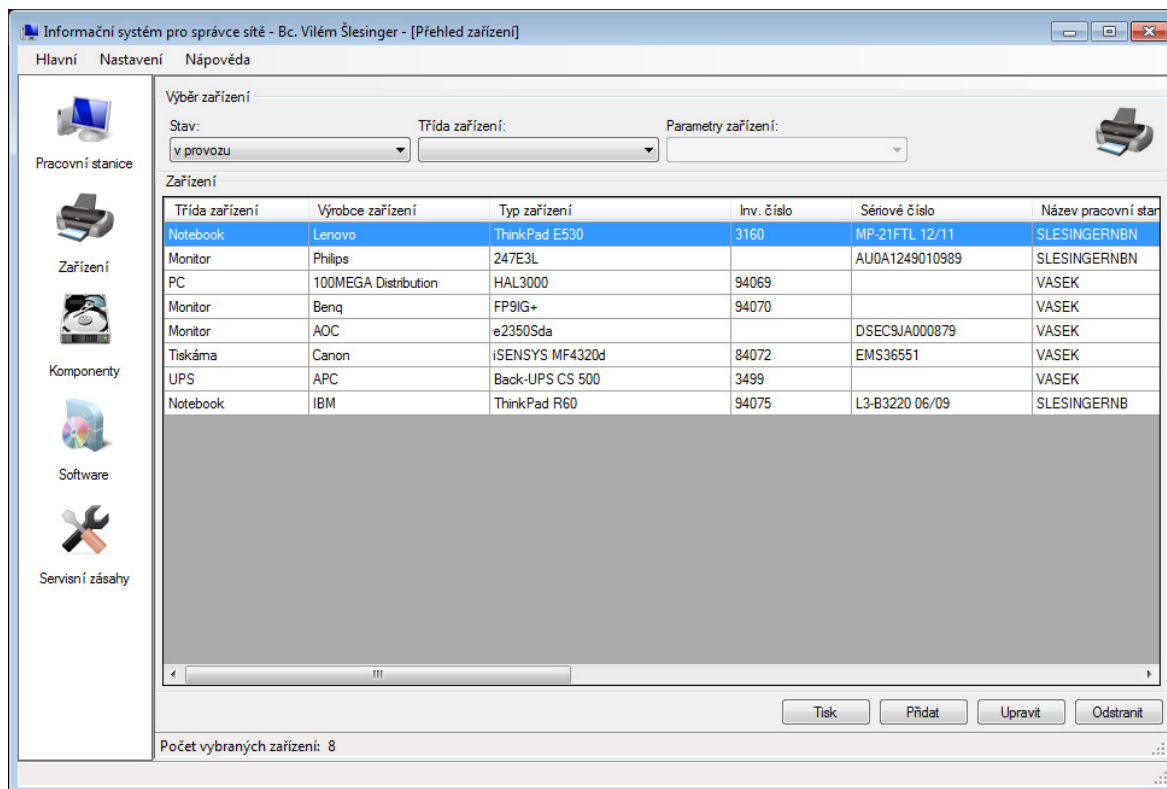 Informační systém pro správce sítě - Bc. Vilém Šlesinger - [Přehled zařízení]
Hlavní Nastavení Nápověda
Pracovní stanice
Zařízení
Komponenty
Software
Servisní zásahy
Výběr zařízení
Stav: Třída zařízení: Parametry zařízení:
v provozu
Zařízení
Třída zařízení Výrobce zařízení Typ zařízení Inv. číslo Sériové číslo Název pracovní stan
Notebook Lenovo ThinkPad E530 3160 MP-21FTL 12/11 SLESINGERNBN
Monitor Philips 247E3L AU0A1249010989 SLESINGERNBN
PC 100MEGA Distribution HAL3000 94069 VASEK
Monitor Benq FP9IG+ 94070 VASEK
Monitor AOC e2350Sda DSEC9JA000879 VASEK
Tiskárna Canon iSENSYS MF4320d 84072 EMS36551 VASEK
UPS APC Back-UPS CS 500 3499 VASEK
Notebook IBM ThinkPad R60 94075 L3-B3220 06/09 SLESINGERNB
Tisk Přidat Upravit Odstranit
Počet vybraných zařízení: 8